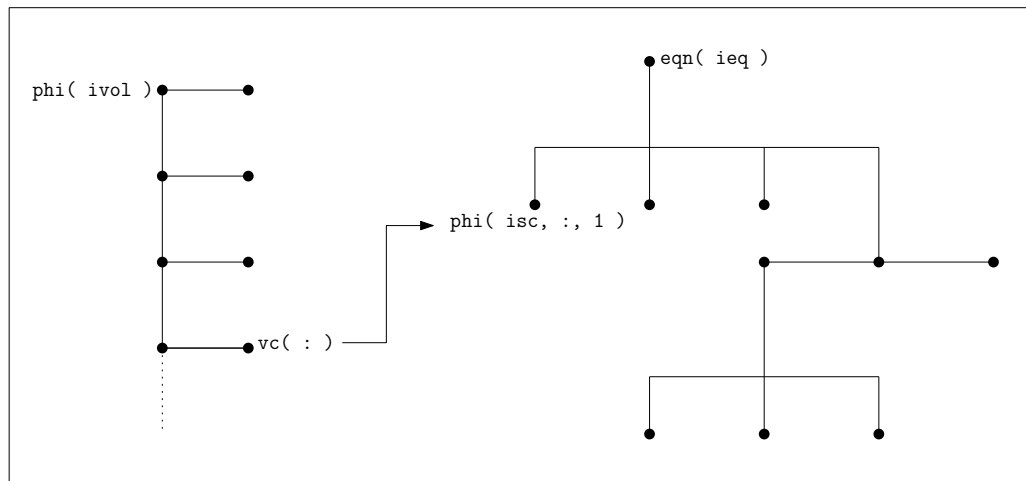 eqn( ieq )
phi( ivol )
phi( isc, :, 1 )
vc( : )